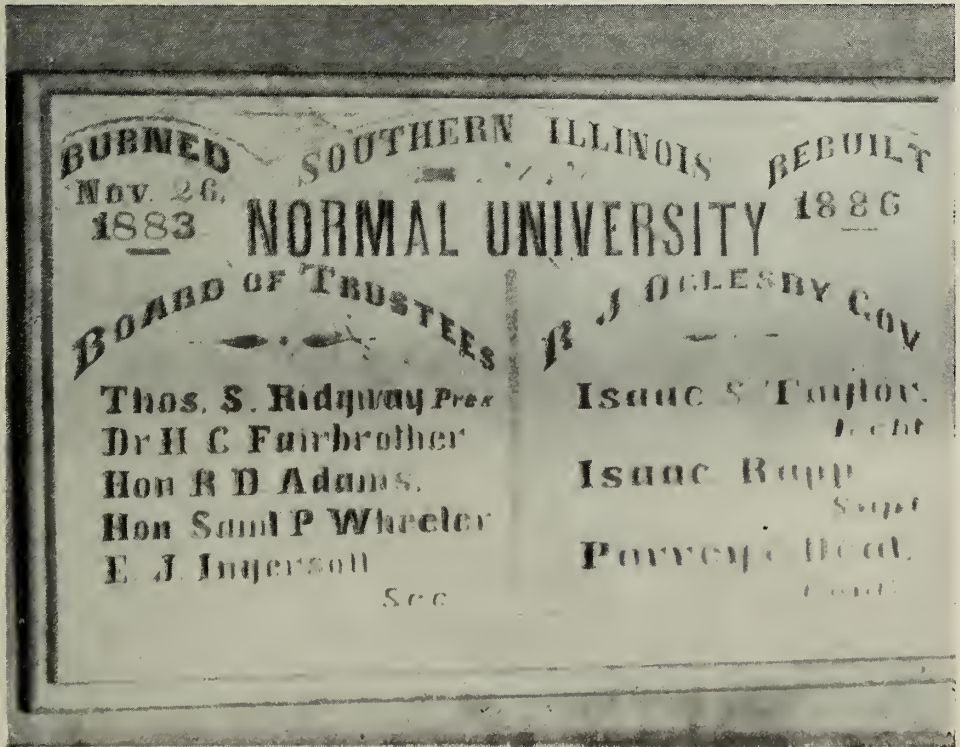 BURNED
Nov. 26,
1883
SOUTHERN ILLINOIS
NORMAL UNIVERSITY
REBUILT
1886
BOARD OF TRUSTEES
Thos. S. Ridgway Pres
Dr H C Fairbrother
Hon R D Adams.
Hon Saml P Wheeler
E. J. Ingersoll
Sec
R J OGLESBY GOV
Isaac S Taylor.
Isaac Rapp
Supt